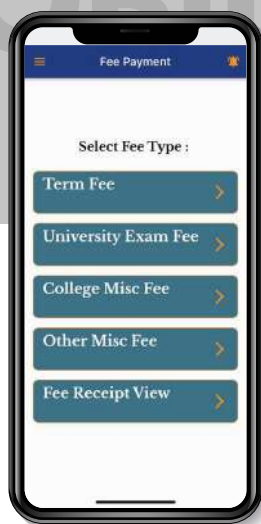 Fee Payment
Select Fee Type :
Term Fee
University Exam Fee
College Misc Fee
Other Misc Fee
Fee Receipt View